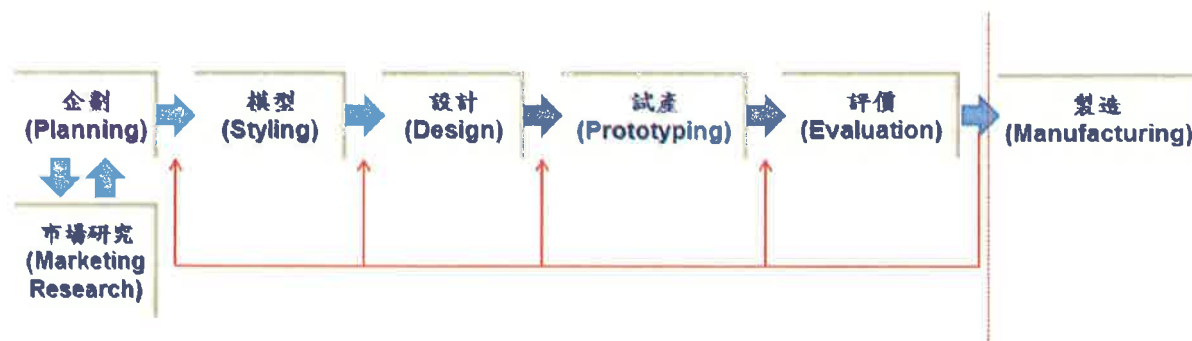 企劃
(Planning)
模型
(Styling)
設計
(Design)
試產
(Prototyping)
評價
(Evaluation)
製造
(Manufacturing)
市場研究
(Marketing
Research)